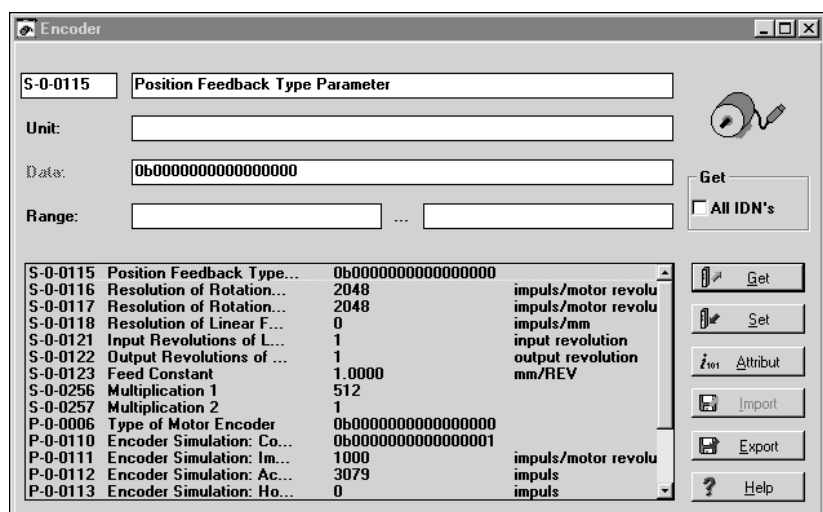 Encoder
S-0-0115 Position Feedback Type Parameter
Unit:
Data: 0b0000000000000000
Get
Range: ... All IDN's
S-0-0115 Position Feedback Type... 0b0000000000000000
S-0-0116 Resolution of Rotation... 2048 impuls/motor revolu
S-0-0117 Resolution of Rotation... 2048 impuls/motor revolu
S-0-0118 Resolution of Linear F... 0 impuls/mm
S-0-0121 Input Revolutions of L... 1 input revolution
S-0-0122 Output Revolutions of ... 1 output revolution
S-0-0123 Feed Constant 1.0000 mm/REV
S-0-0256 Multiplication 1 512
S-0-0257 Multiplication 2 1
P-0-0006 Type of Motor Encoder 0b0000000000000000
P-0-0110 Encoder Simulation: Co... 0b0000000000000001
P-0-0111 Encoder Simulation: Im... 1000 impuls/motor revolu
P-0-0112 Encoder Simulation: Ac... 3079 impuls
P-0-0113 Encoder Simulation: Ho... 0 impuls
Get
Set
i101 Attribut
Import
Export
? Help